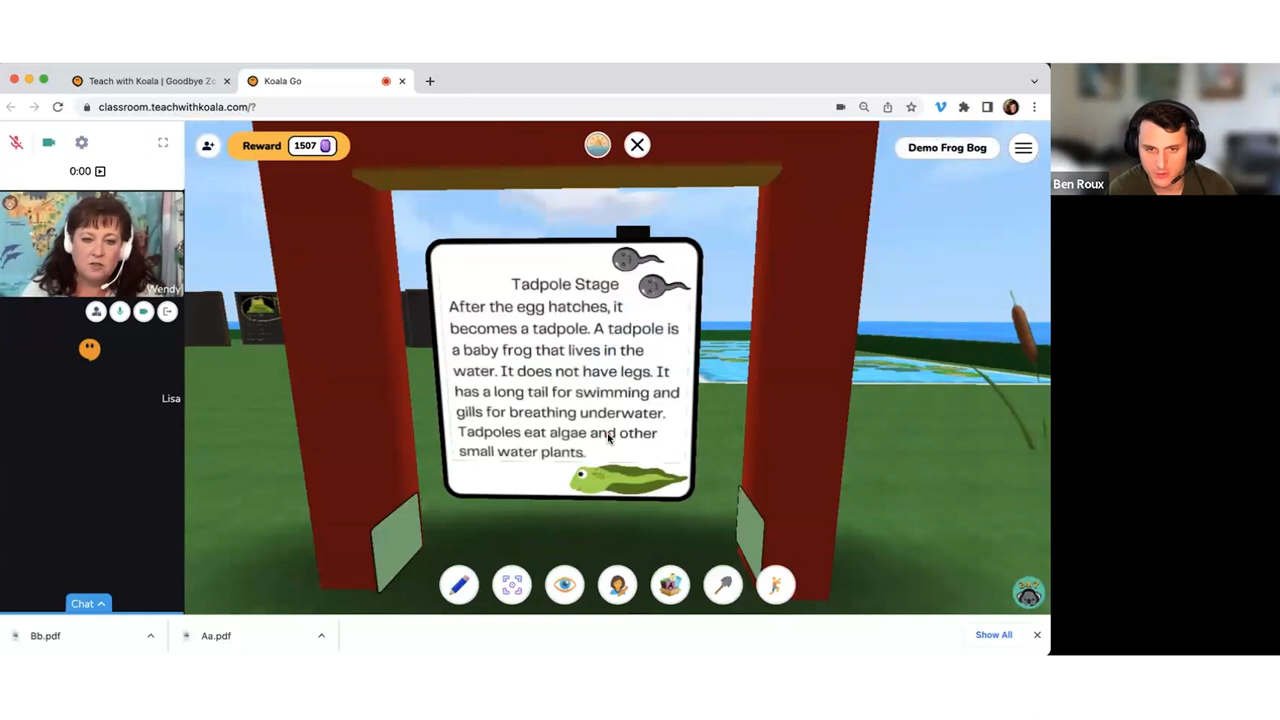 Teach with Koala | Goodbye Zo
Koala Go
classroom.teachwithkoala.com/?
0:00
Reward 1507
Demo Frog Bog
Ben Roux
Wendy
Lisa
Tadpole Stage
After the egg hatches, it
becomes a tadpole. A tadpole is
a baby frog that lives in the
water. It does not have legs. It
has a long tail for swimming and
gills for breathing underwater.
Tadpoles eat algae and other
small water plants.
Chat
Bb.pdf
Aa.pdf
Show All